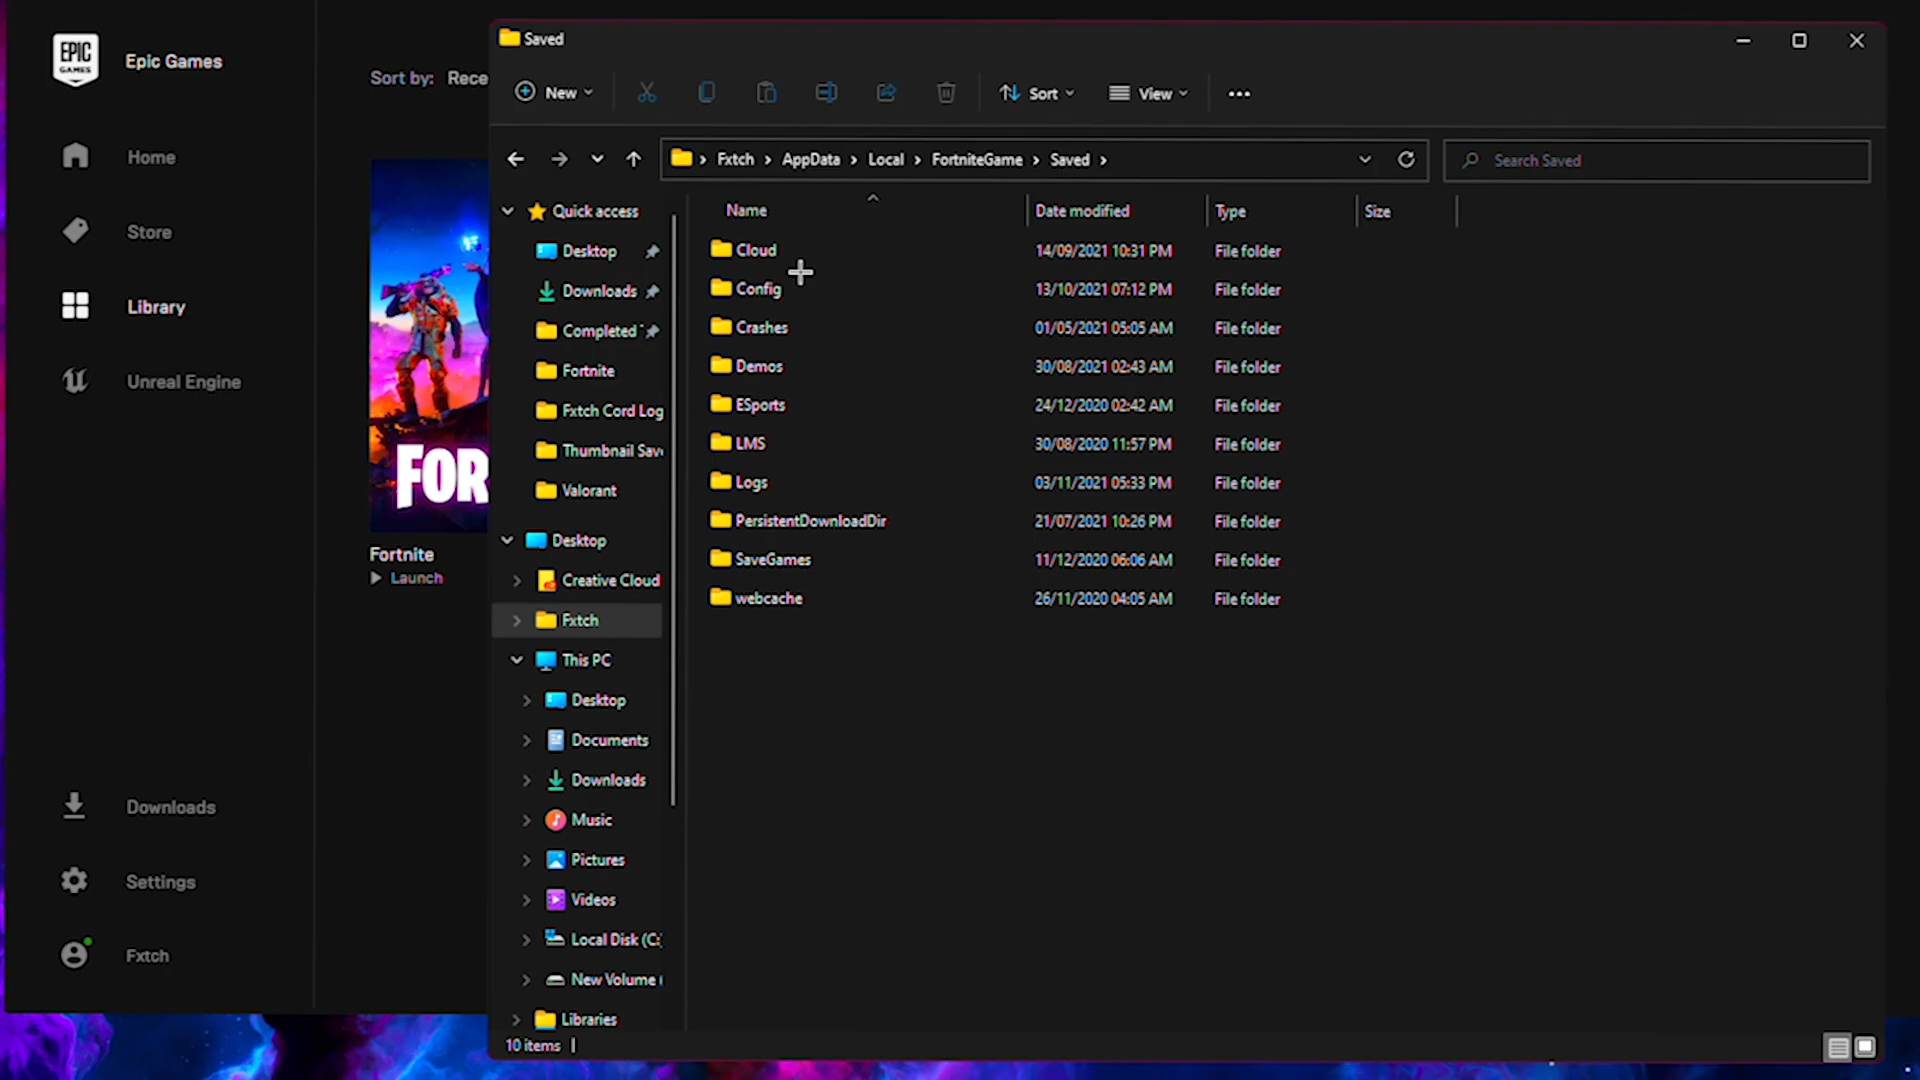 EPIC
GAMES
Epic Games
Home
Store
Library
Unreal Engine
Downloads
Settings
Fxtch
Sort by: Rece
FOR
Fortnite
Launch
Saved
New
Sort
View
Fxtch > AppData > Local > FortniteGame > Saved >
Search Saved
Quick access
Desktop
Downloads
Completed
Fortnite
Fxtch Cord Log
Thumbnail Save
Valorant
Desktop
Creative Cloud
Fxtch
This PC
Desktop
Documents
Downloads
Music
Pictures
Videos
Local Disk (C:)
New Volume (
Libraries
Name Date modified Type Size
Cloud 14/09/2021 10:31 PM File folder
Config 13/10/2021 07:12 PM File folder
Crashes 01/05/2021 05:05 AM File folder
Demos 30/08/2021 02:43 AM File folder
ESports 24/12/2020 02:42 AM File folder
LMS 30/08/2020 11:57 PM File folder
Logs 03/11/2021 05:33 PM File folder
PersistentDownloadDir 21/07/2021 10:26 PM File folder
SaveGames 11/12/2020 06:06 AM File folder
webcache 26/11/2020 04:05 AM File folder
10 items